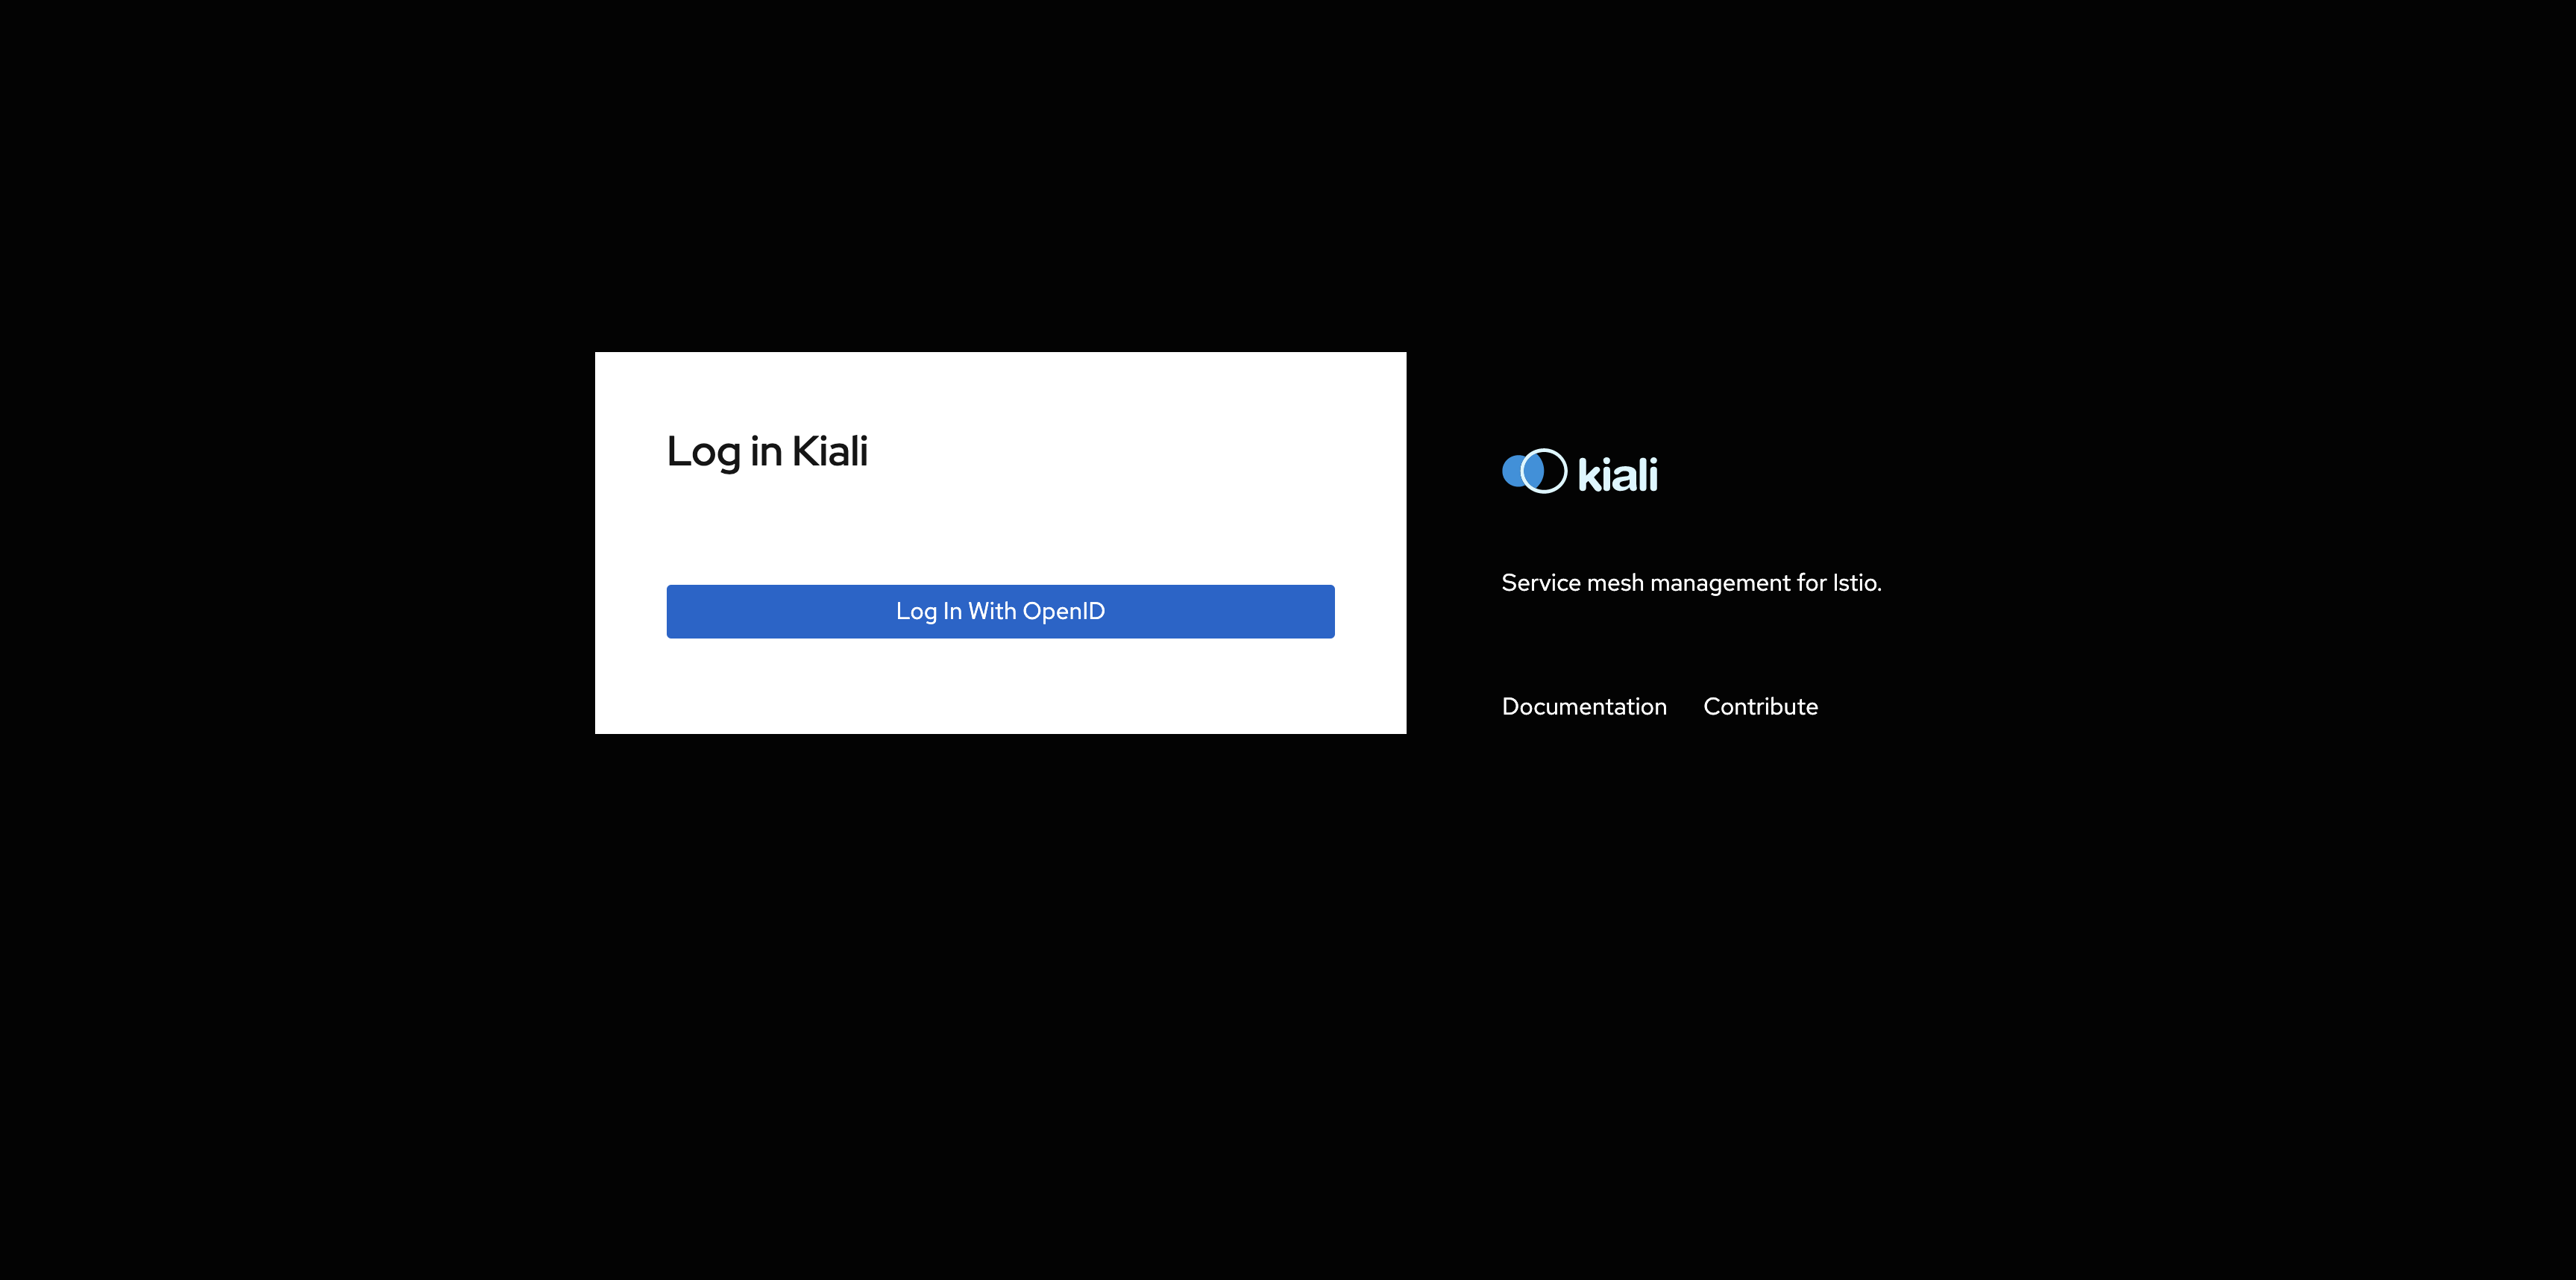 Log in Kiali
Log In With OpenID
kiali
Service mesh management for Istio.
Documentation Contribute